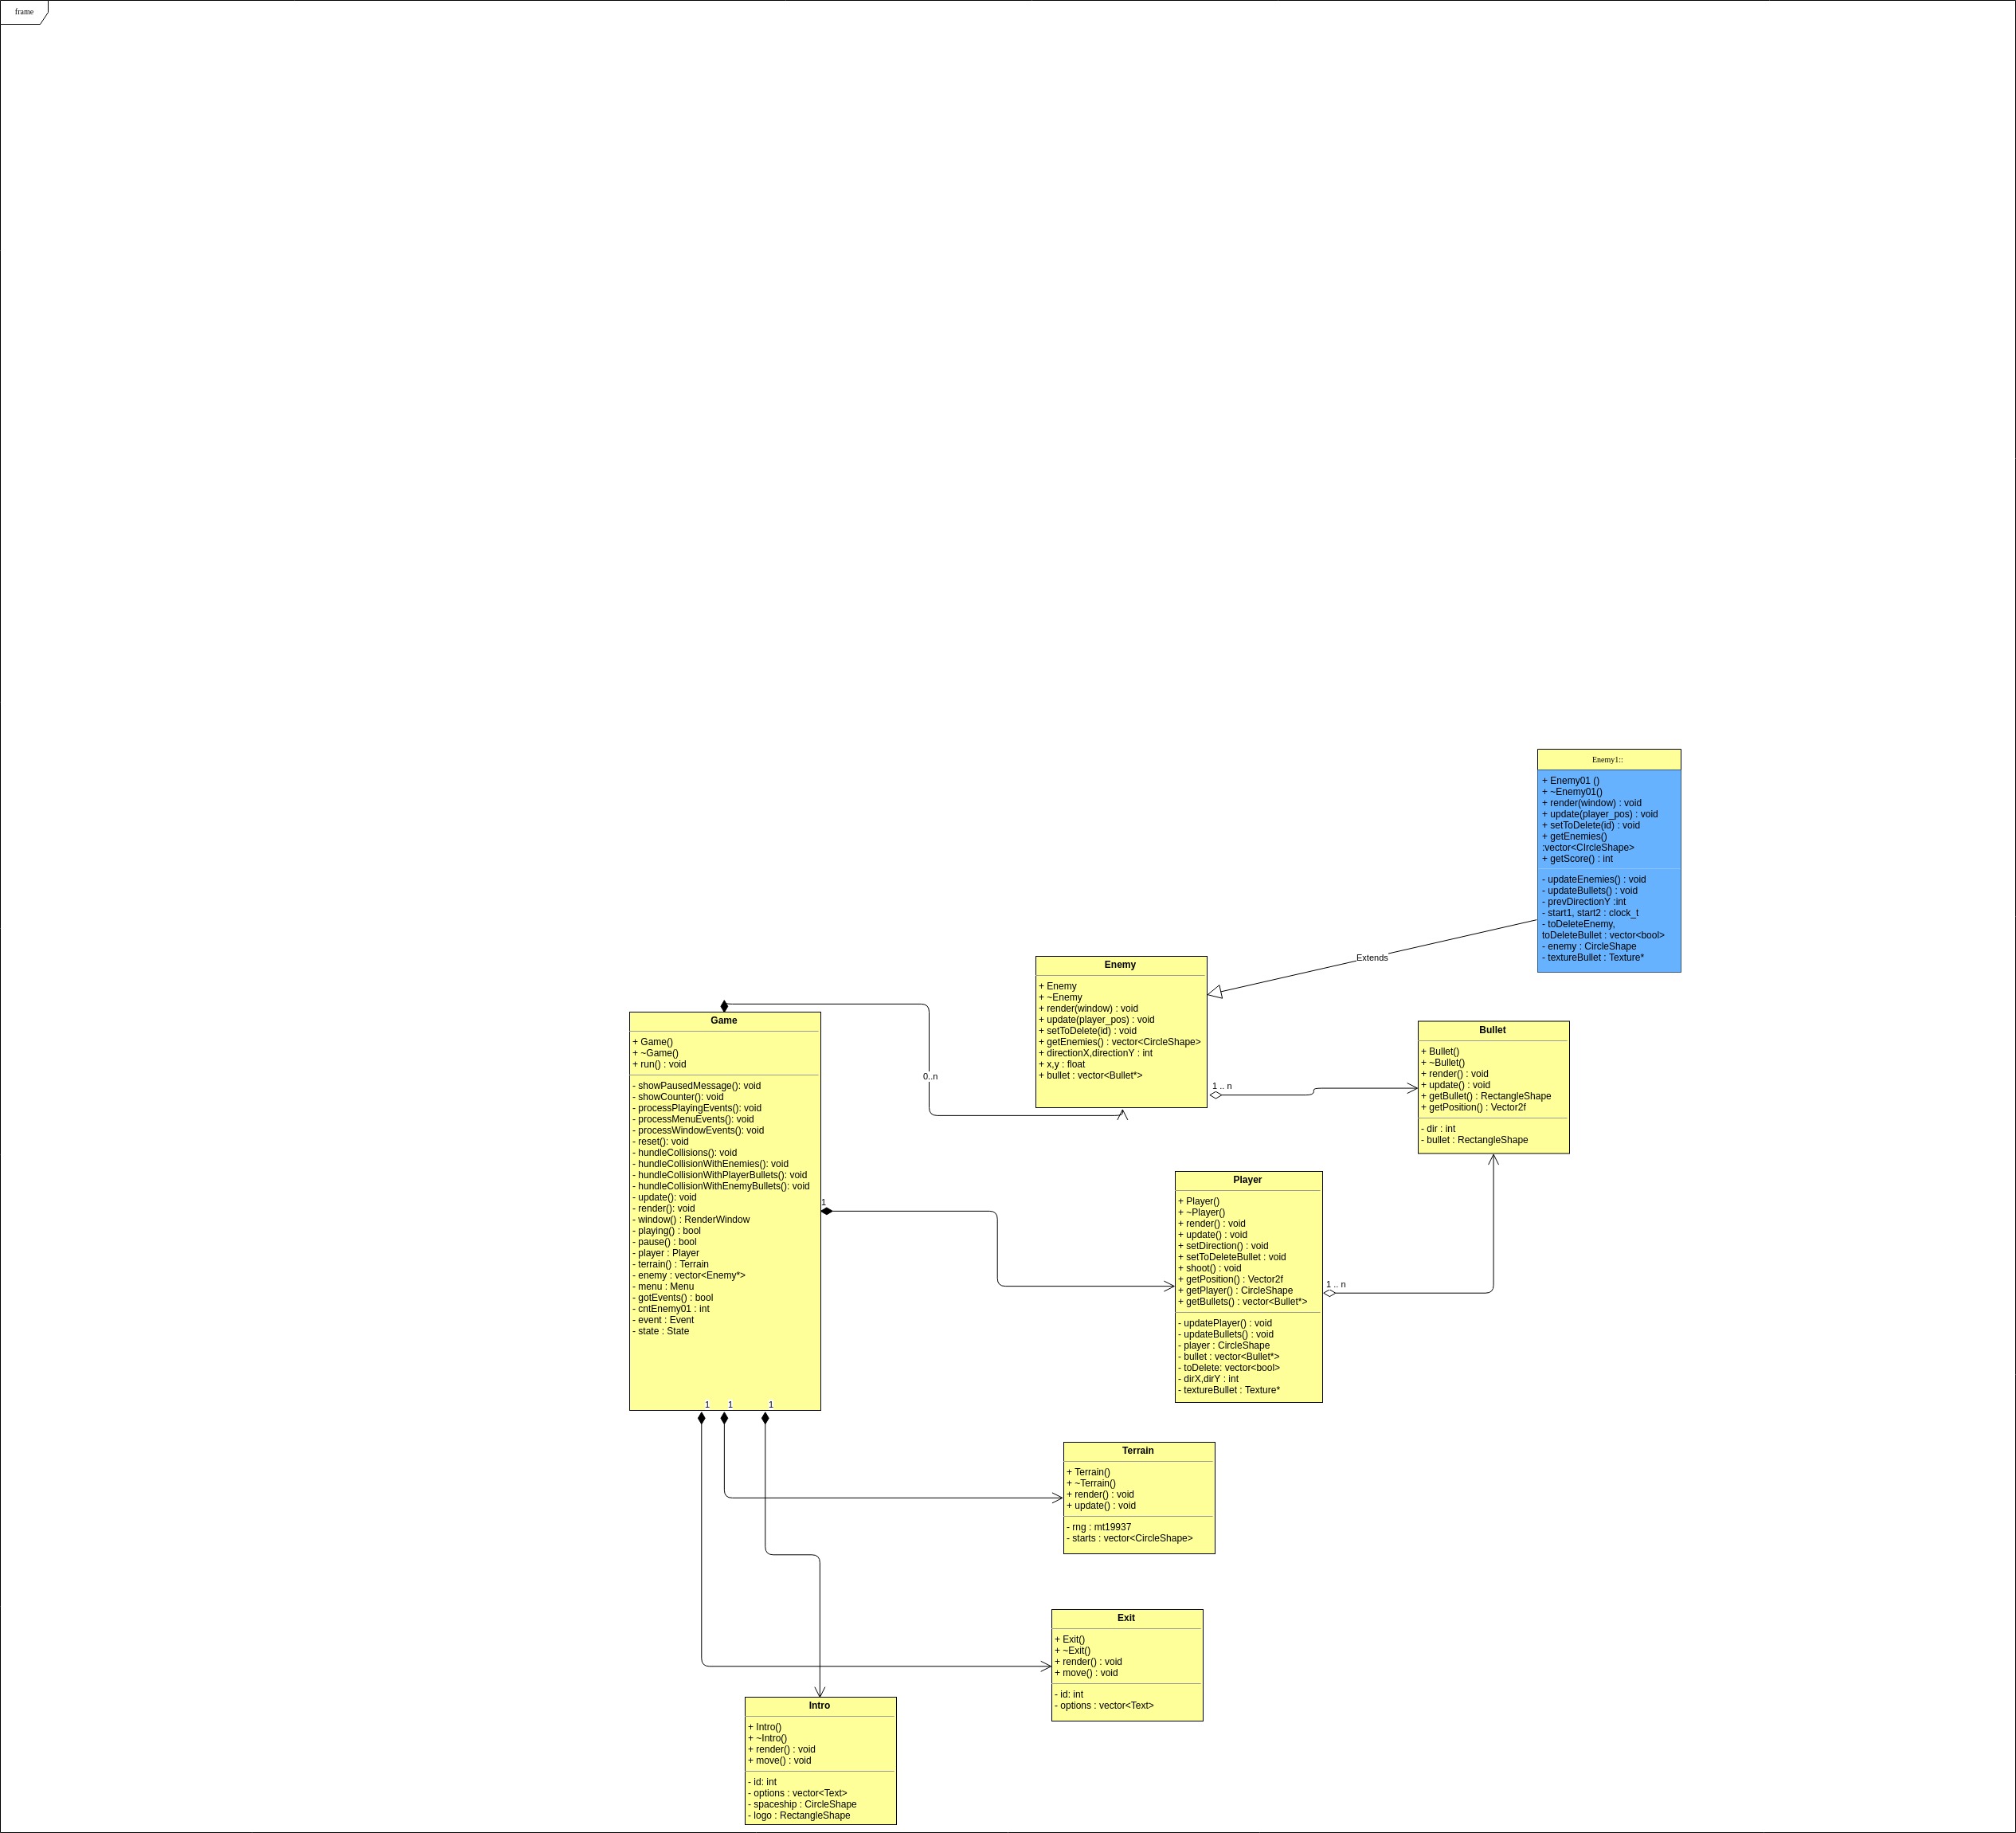 frame
Enemy1::
+ Enemy01 ()
+ ~Enemy01()
+ render(window) : void
+ update(player_pos) : void
+ setToDelete(id) : void
+ getEnemies()
:vector<CIrcleShape>
+ getScore() : int
- updateEnemies() : void
- updateBullets() : void
- prevDirectionY :int
- start1, start2 : clock_t
- toDeleteEnemy,
toDeleteBullet : vector<bool>
- enemy : CircleShape
- textureBullet : Texture*
Extends
Enemy
+ Enemy
+ ~Enemy
+ render(window) : void
+ update(player_pos) : void
+ setToDelete(id) : void
+ getEnemies() : vector<CircleShape>
+ directionX,directionY : int
+ x,y : float
+ bullet : vector<Bullet*>
0..n
1 .. n
Bullet
+ Bullet()
+ ~Bullet()
+ render() : void
+ update() : void
+ getBullet() : RectangleShape
+ getPosition() : Vector2f
- dir : int
- bullet : RectangleShape
Game
+ Game()
+ ~Game()
+ run() : void
- showPausedMessage(): void
- showCounter(): void
- processPlayingEvents(): void
- processMenuEvents(): void
- processWindowEvents(): void
- reset(): void
- hundleCollisions(): void
- hundleCollisionWithEnemies(): void
- hundleCollisionWithPlayerBullets(): void
- hundleCollisionWithEnemyBullets(): void
- update(): void
- render(): void
- window() : RenderWindow
- playing() : bool
- pause() : bool
- player : Player
- terrain() : Terrain
- enemy : vector<Enemy*>
- menu : Menu
- gotEvents() : bool
- cntEnemy01 : int
- event : Event
- state : State
1
Player
+ Player()
+ ~Player()
+ render() : void
+ update() : void
+ setDirection() : void
+ setToDeleteBullet : void
+ shoot() : void
+ getPosition() : Vector2f
+ getPlayer() : CircleShape
+ getBullets() : vector<Bullet*>
- updatePlayer() : void
- updateBullets() : void
- player : CircleShape
- bullet : vector<Bullet*>
- toDelete: vector<bool>
- dirX,dirY : int
- textureBullet : Texture*
1 .. n
1
1
1
Terrain
+ Terrain()
+ ~Terrain()
+ render() : void
+ update() : void
- rng : mt19937
- starts : vector<CircleShape>
Exit
+ Exit()
+ ~Exit()
+ render() : void
+ move() : void
- id: int
- options : vector<Text>
Intro
+ Intro()
+ ~Intro()
+ render() : void
+ move() : void
- id: int
- options : vector<Text>
- spaceship : CircleShape
- logo : RectangleShape